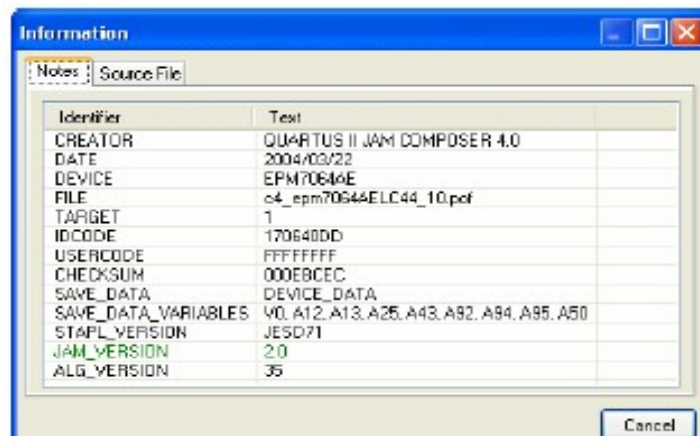 Information
Notes Source File
Identifier Text
CREATOR QUARTUS II JAM COMPOSER 4.0
DATE 2004/03/22
DEVICE EPM7064AE
FILE c4_epm7064AELC44_10.pof
TARGET 1
IDCODE 170640DD
USERCODE FFFFFFFF
CHECKSUM 000EBCEC
SAVE_DATA DEVICE_DATA
SAVE_DATA_VARIABLES V0, A12, A13, A25, A43, A92, A94, A95, A50
STAPL_VERSION JESD71
JAM_VERSION 2.0
ALG_VERSION 35
Cancel